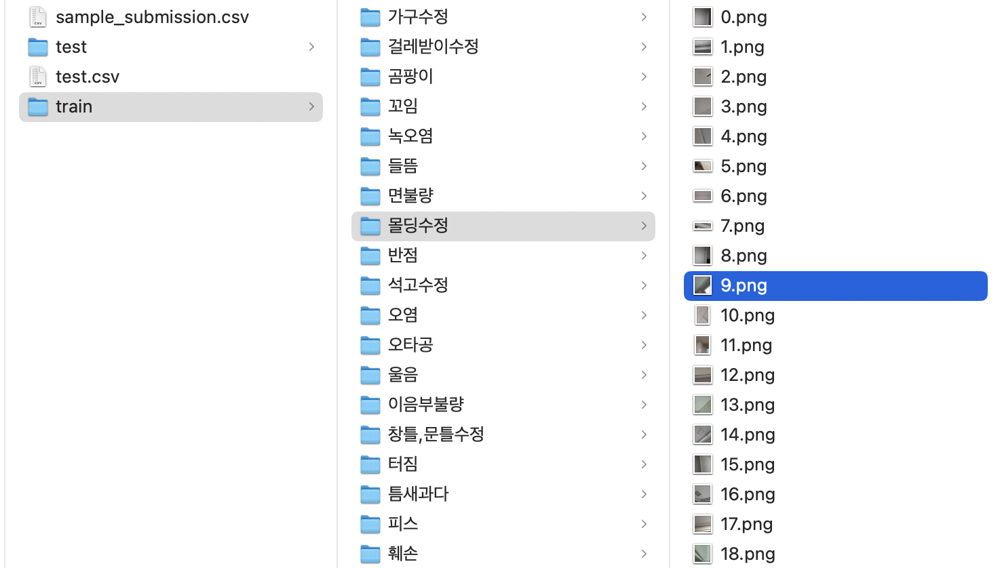 sample_submission.csv
test
test.csv
train
가구수정
걸레받이수정
곰팡이
꼬임
녹오염
들뜸
면불량
몰딩수정
반점
석고수정
오염
오타공
울음
이음부불량
창틀,문틀수정
터짐
틈새과다
피스
훼손
0.png
1.png
2.png
3.png
4.png
5.png
6.png
7.png
8.png
9.png
10.png
11.png
12.png
13.png
14.png
15.png
16.png
17.png
18.png